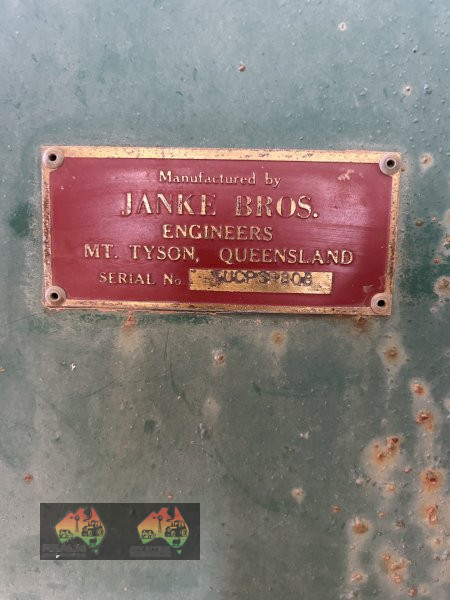 Manufactured by
JANKE BROS.
ENGINEERS
MT. TYSON, QUEENSLAND
SERIAL No.